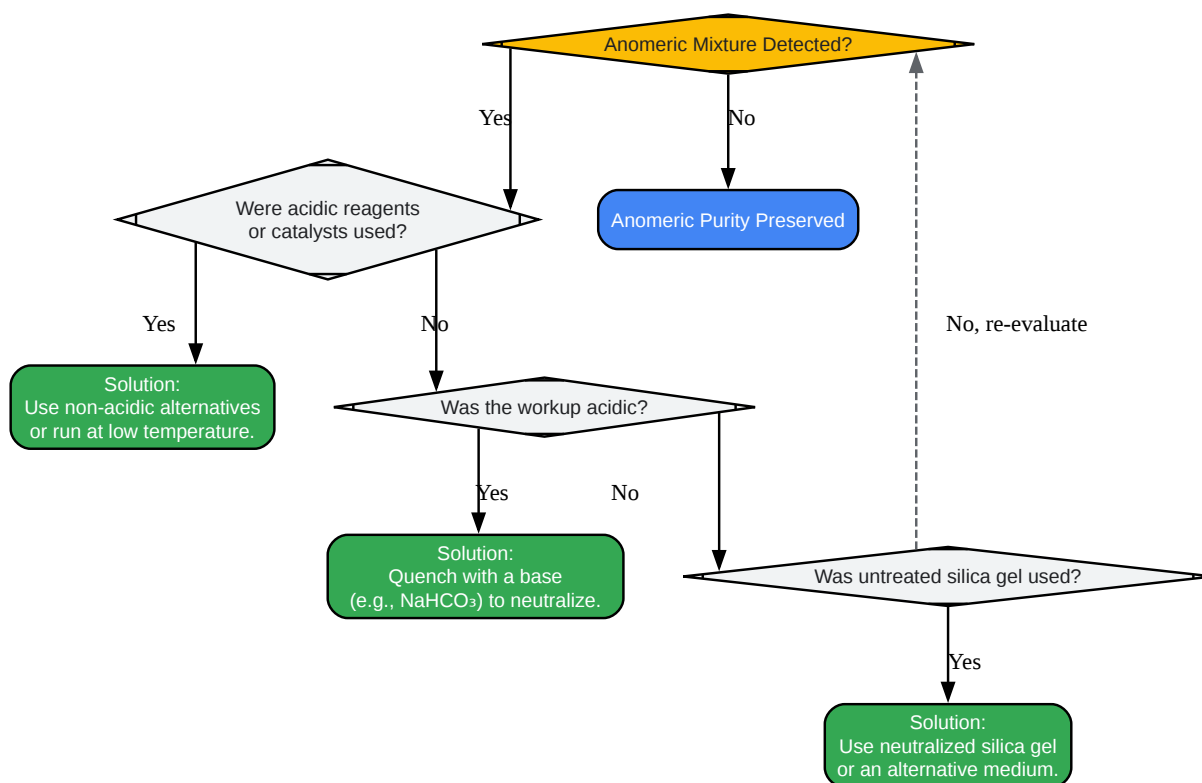 Anomeric Mixture Detected?
Yes
No
Were acidic reagents
or catalysts used?
Anomeric Purity Preserved
Yes
No
No, re-evaluate
Solution:
Use non-acidic alternatives
or run at low temperature.
Was the workup acidic?
Yes
No
Solution:
Quench with a base
(e.g., NaHCO₃) to neutralize.
Was untreated silica gel used?
Yes
Solution:
Use neutralized silica gel
or an alternative medium.